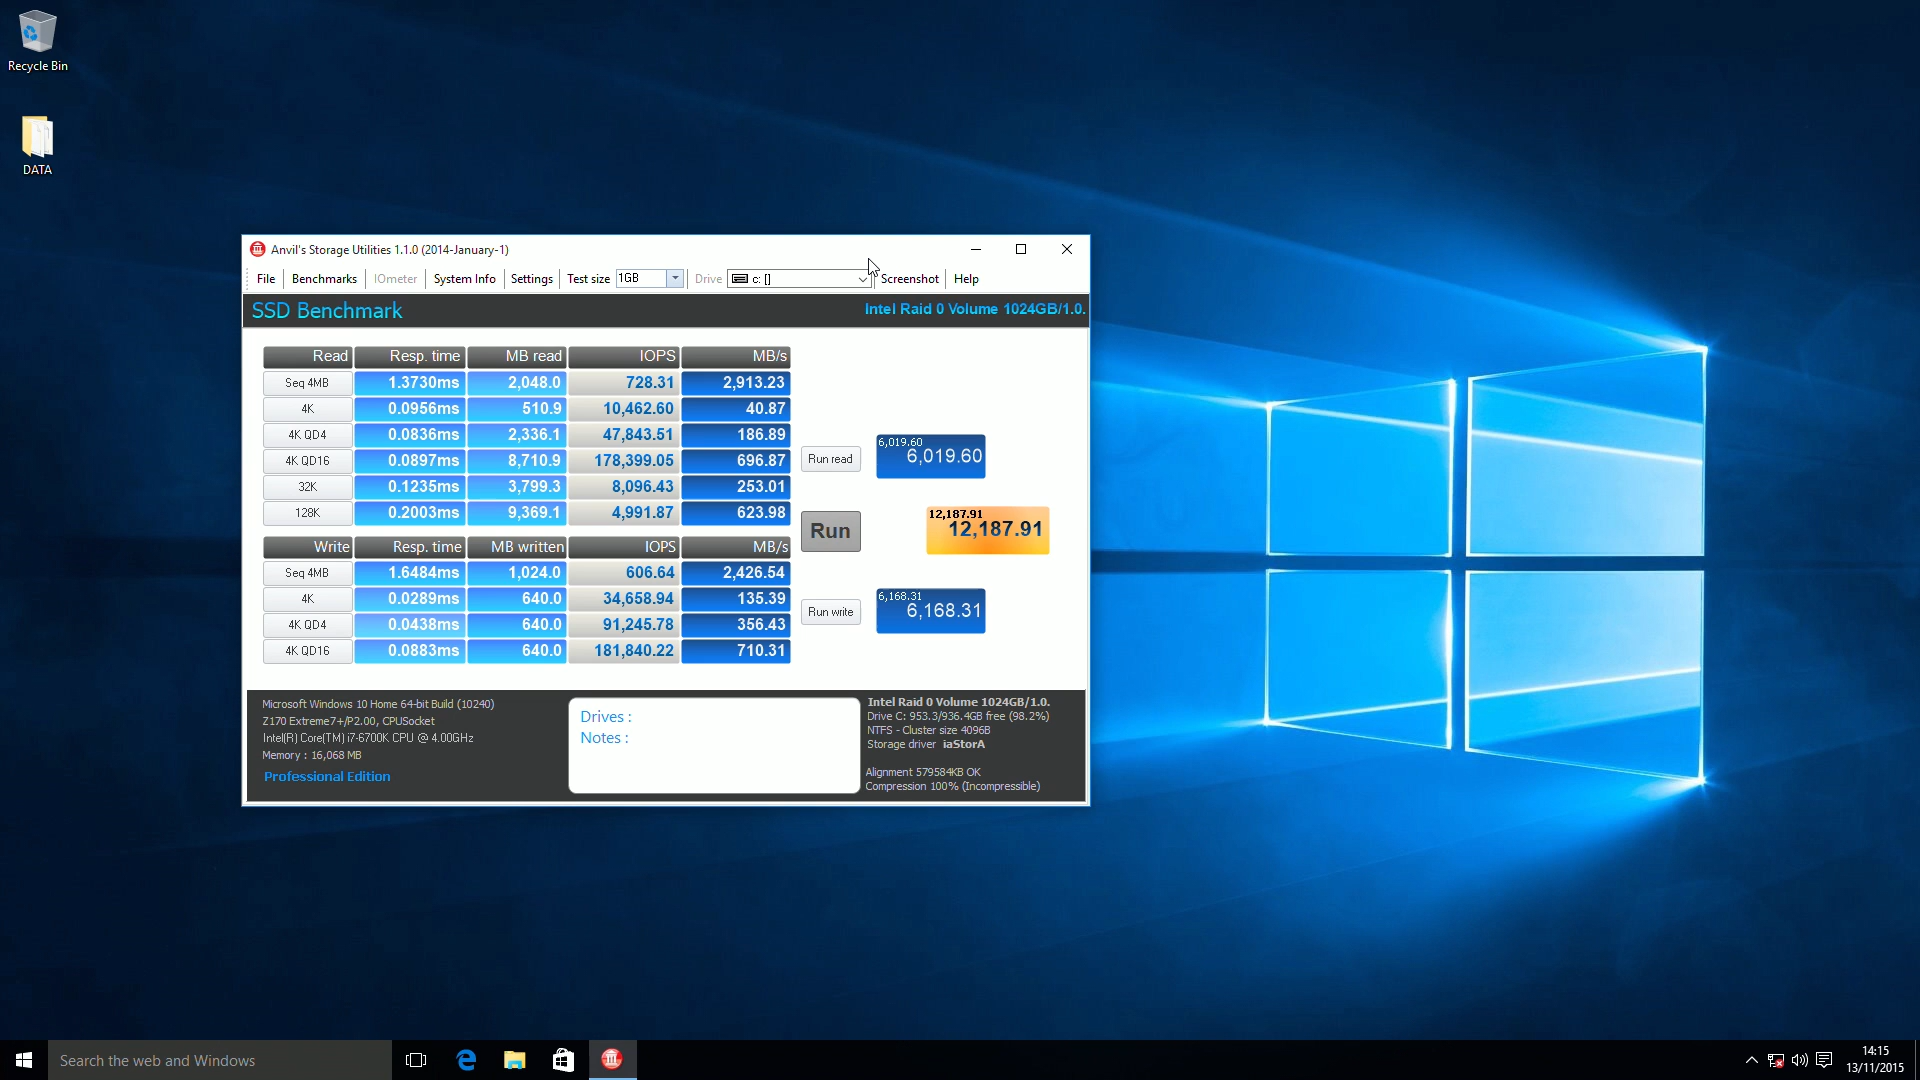 Recycle Bin
DATA
Anvil's Storage Utilities 1.1.0 (2014-January-1)
File Benchmarks IOmeter System Info Settings Test size 1GB Drive c: [] Screenshot Help
SSD Benchmark Intel Raid 0 Volume 1024GB/1.0.
Read Resp. time MB read IOPS MB/s
Seq 4MB 1.3730ms 2,048.0 728.31 2,913.23
4K 0.0956ms 510.9 10,462.60 40.87
4K QD4 0.0836ms 2,336.1 47,843.51 186.89
4K QD16 0.0897ms 8,710.9 178,399.05 696.87
32K 0.1235ms 3,799.3 8,096.43 253.01
128K 0.2003ms 9,369.1 4,991.87 623.98
Run read
6,019.60
6,019.60
Run
12,187.91
12,187.91
Write Resp. time MB written IOPS MB/s
Seq 4MB 1.6484ms 1,024.0 606.64 2,426.54
4K 0.0289ms 640.0 34,658.94 135.39
4K QD4 0.0438ms 640.0 91,245.78 356.43
4K QD16 0.0883ms 640.0 181,840.22 710.31
Run write
6,168.31
6,168.31
Microsoft Windows 10 Home 64-bit Build (10240)
Z170 Extreme7+/P2.00, CPUSocket
Intel(R) Core(TM) i7-6700K CPU @ 4.00GHz
Memory : 16,068 MB
Professional Edition
Drives :
Notes :
Intel Raid 0 Volume 1024GB/1.0.
Drive C: 953.3/936.4GB free (98.2%)
NTFS - Cluster size 4096B
Storage driver iaStorA
Alignment 579584KB OK
Compression 100% (Incompressible)
Search the web and Windows
14:15
13/11/2015